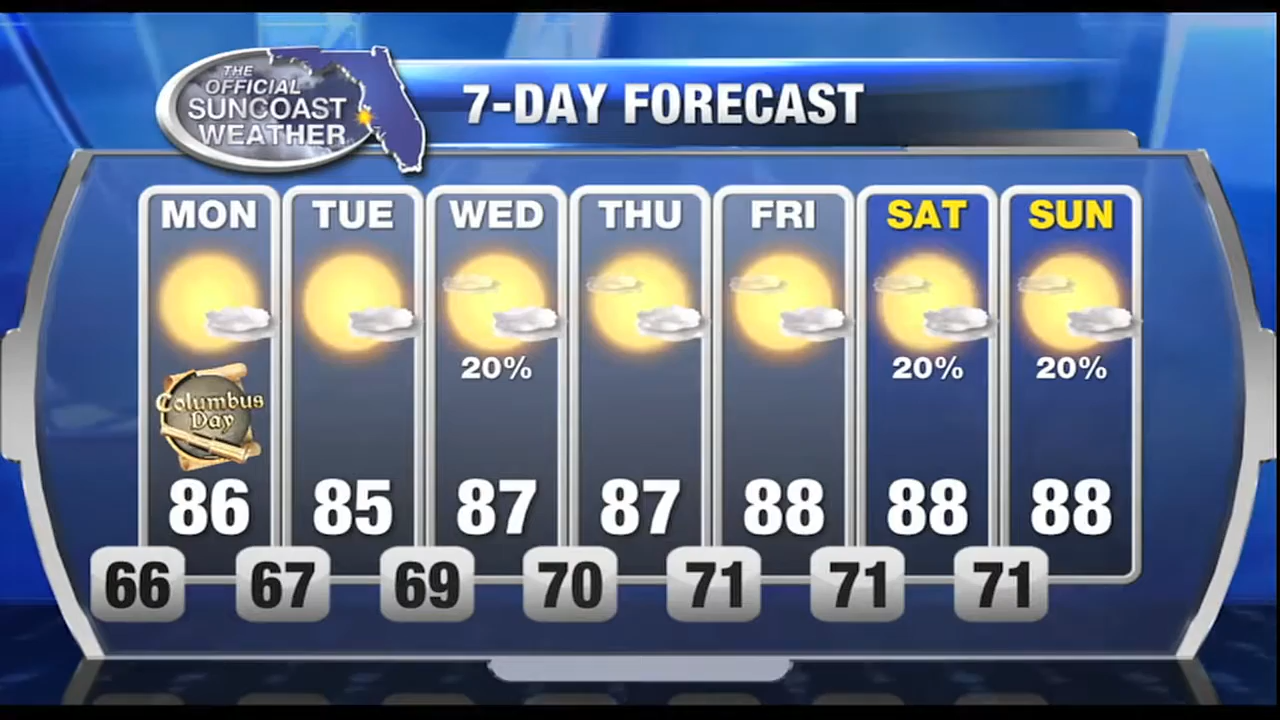 THE
OFFICIAL
SUNCOAST
WEATHER
7-DAY FORECAST
MON TUE WED THU FRI SAT SUN
20% 20% 20%
Columbus
Day
86 85 87 87 88 88 88
66 67 69 70 71 71 71